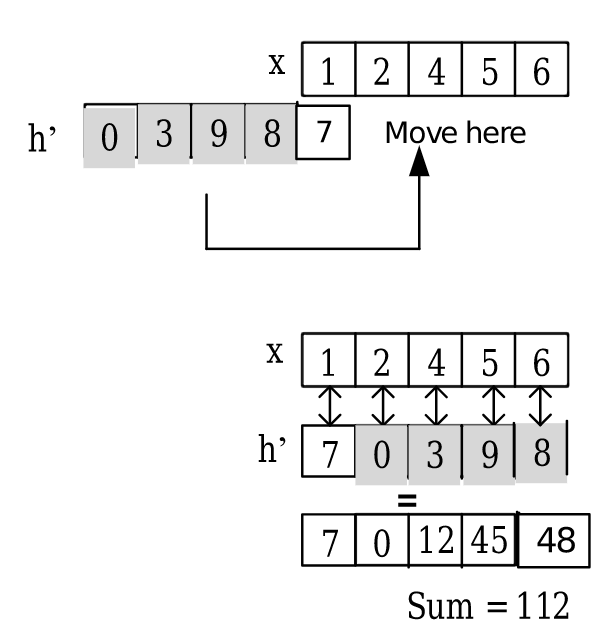 x 1 2 4 5 6
h’ 0 3 9 8 7 Move here
x 1 2 4 5 6
h’ 7 0 3 9 8
=
7 0 12 45 48
Sum = 112